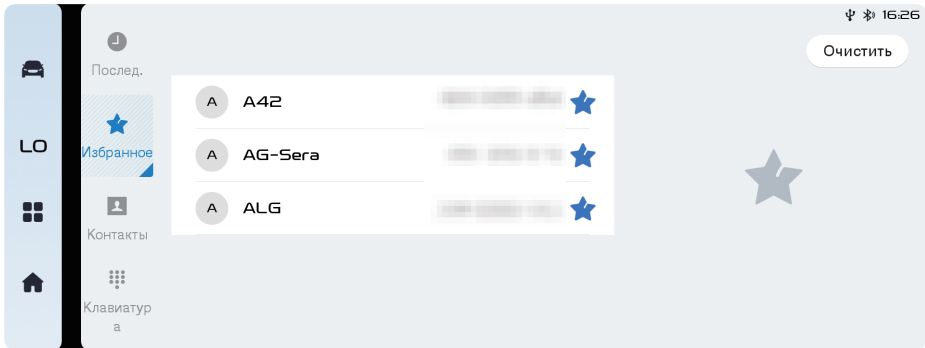 16:26
Очистить
LO
Послед.
Избранное
Контакты
Клавиатур
а
A A42
A AG-Sera
A ALG